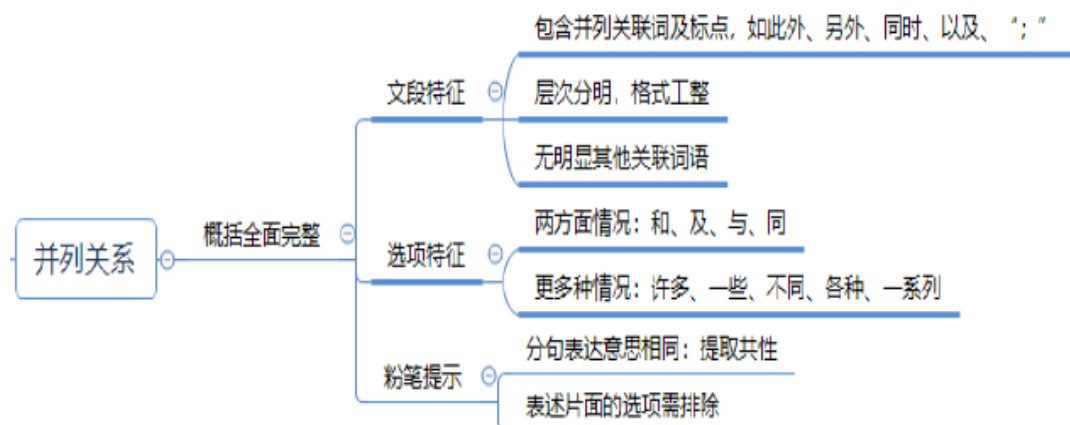 并列关系
概括全面完整
文段特征
包含并列关联词及标点，如此外、另外、同时、以及、“；”
层次分明，格式工整
无明显其他关联词语
选项特征
两方面情况：和、及、与、同
更多种情况：许多、一些、不同、各种、一系列
粉笔提示
分句表达意思相同：提取共性
表述片面的选项需排除